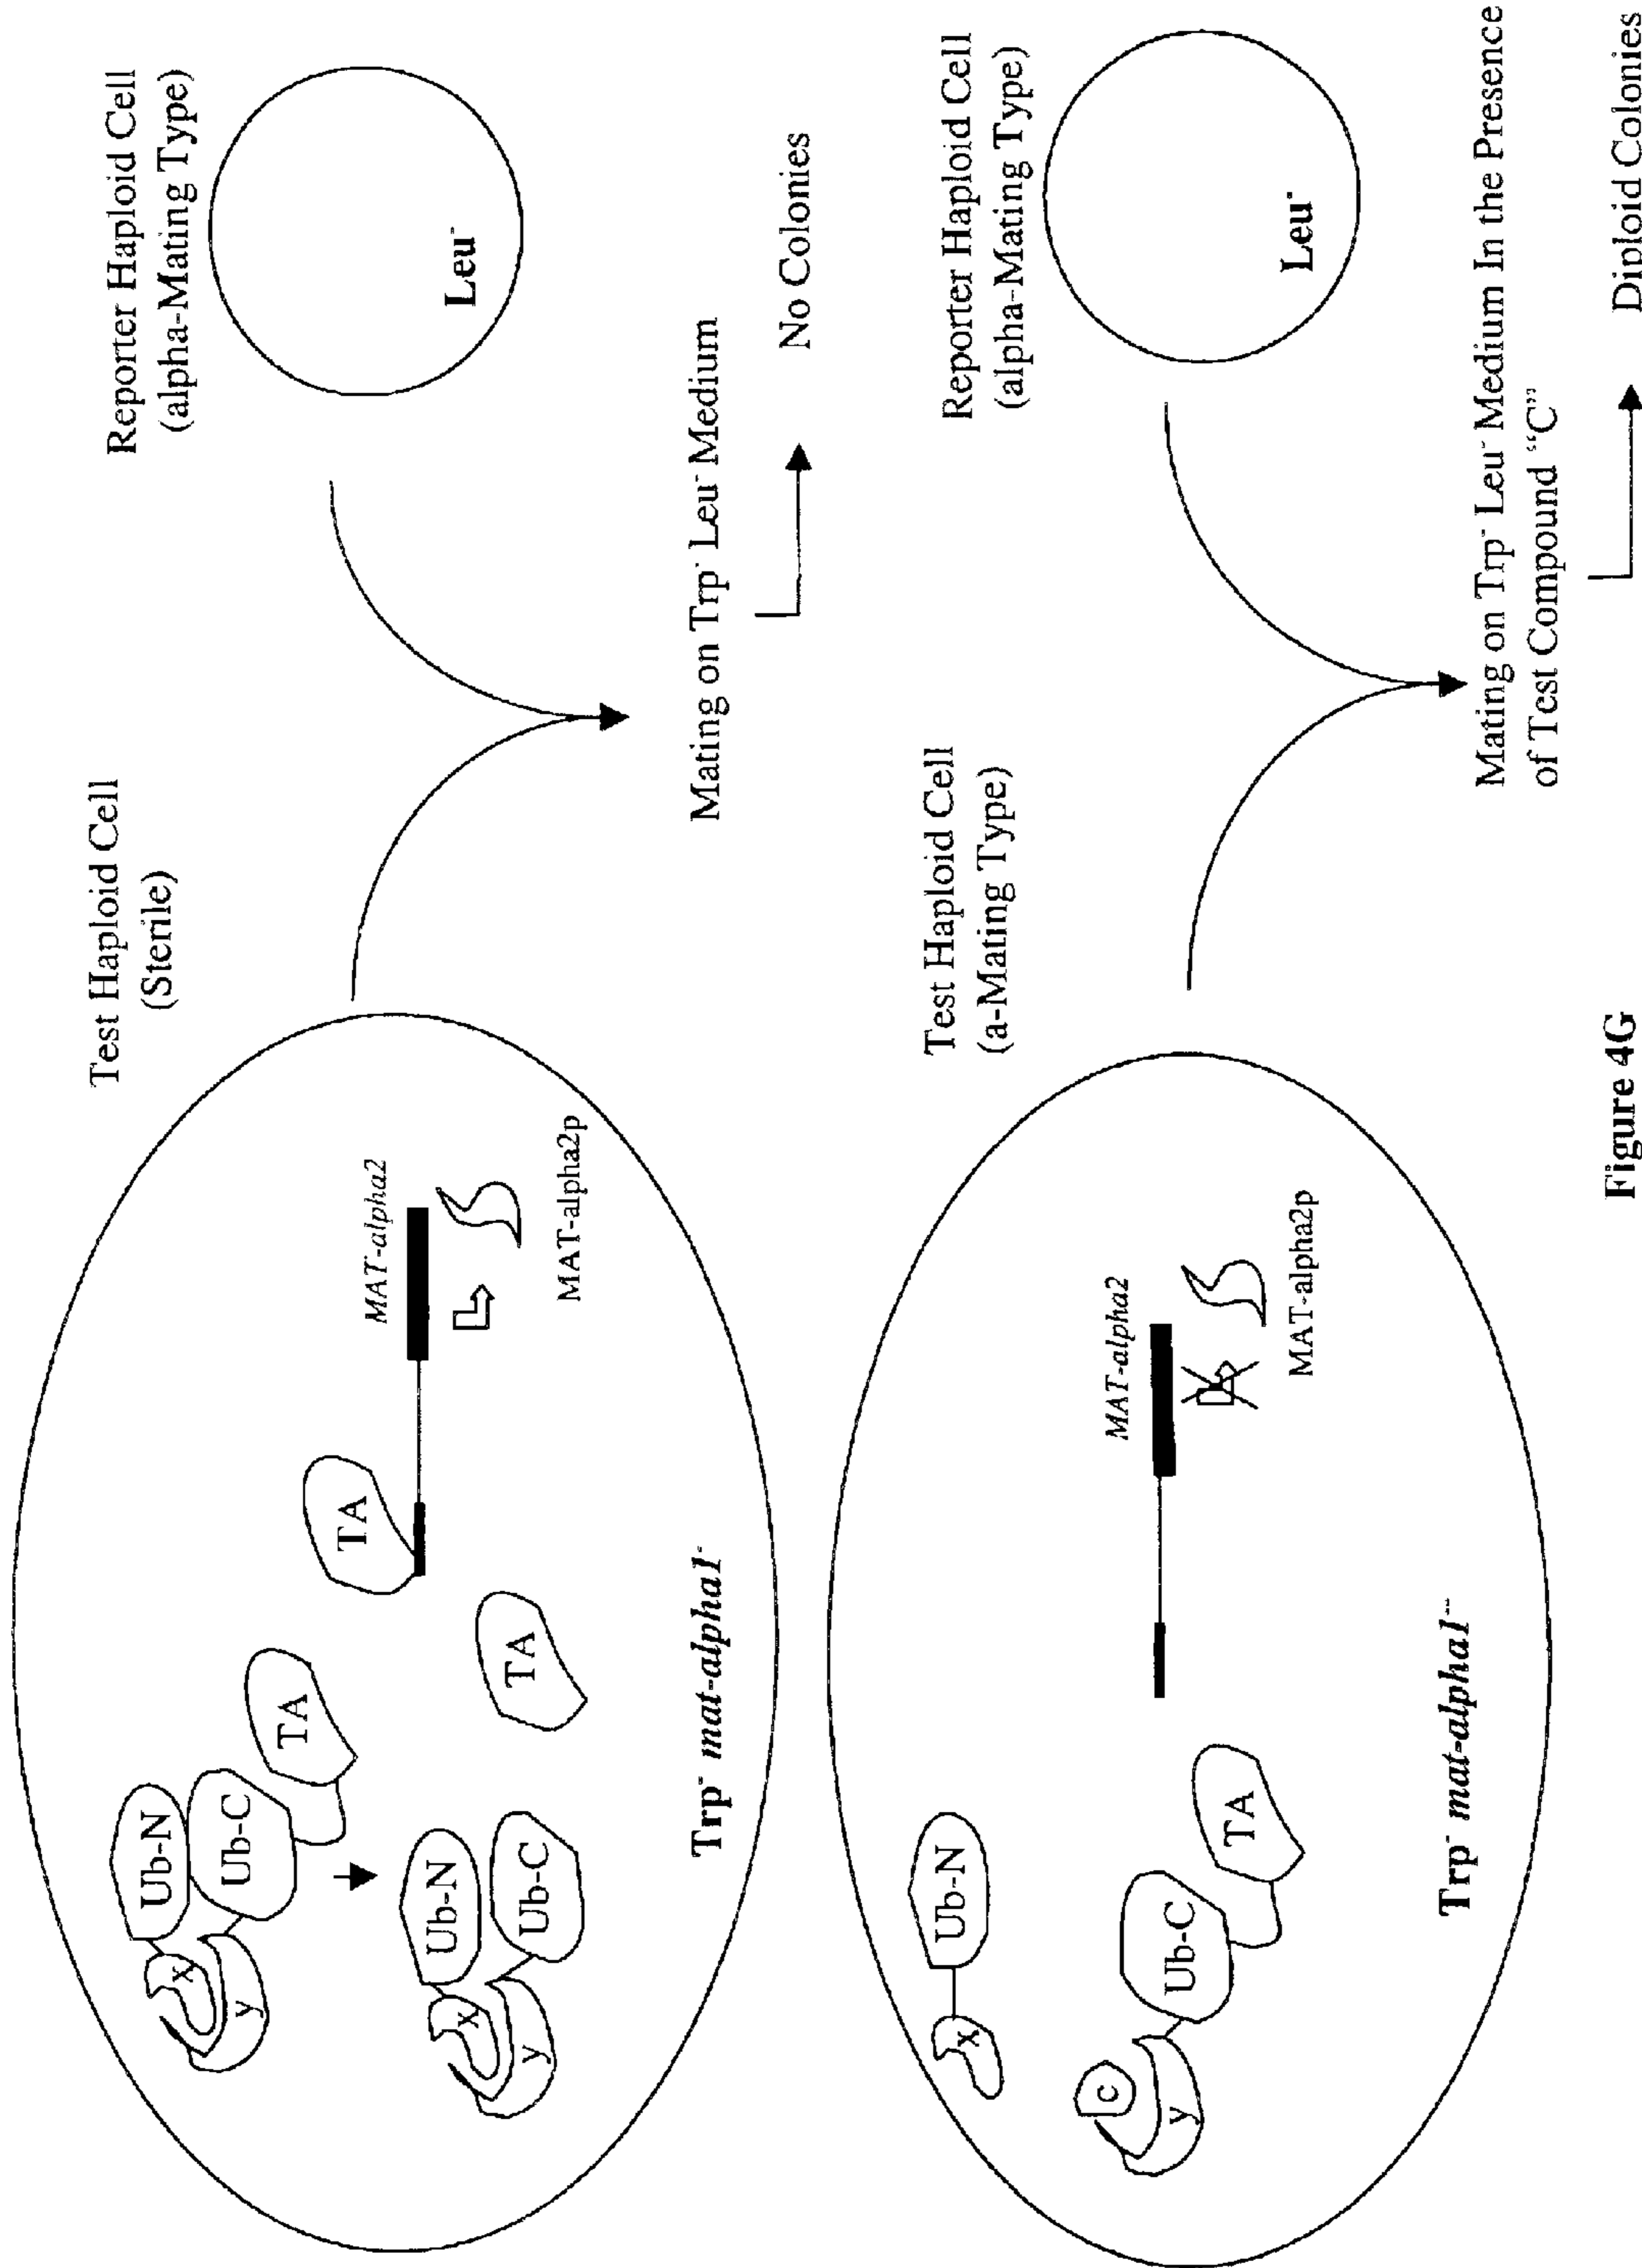 Test Haploid Cell
(Sterile)
Reporter Haploid Cell
(alpha-Mating Type)
Ub-N
x
Ub-C
y
TA
TA
MAT-alpha2
MAT-alpha2p
Ub-N
x
Ub-C
y
TA
Trp⁻ mat-alpha1⁻
Leu⁻
Mating on Trp⁻ Leu⁻ Medium
No Colonies
Test Haploid Cell
(a-Mating Type)
Reporter Haploid Cell
(alpha-Mating Type)
x
Ub-N
c
y
Ub-C
TA
MAT-alpha2
MAT-alpha2p
Trp⁻ mat-alpha1⁻⁻
Leu⁻
Mating on Trp⁻ Leu⁻ Medium In the Presence
of Test Compound “C”
Diploid Colonies
Figure 4G